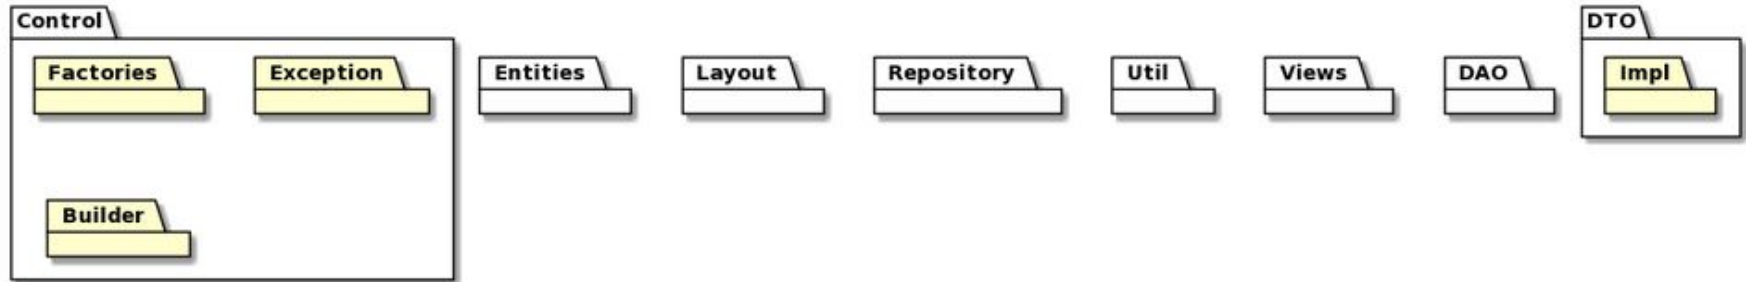 Control
DTO
Factories
Exception
Entities
Layout
Repository
Util
Views
DAO
Impl
Builder